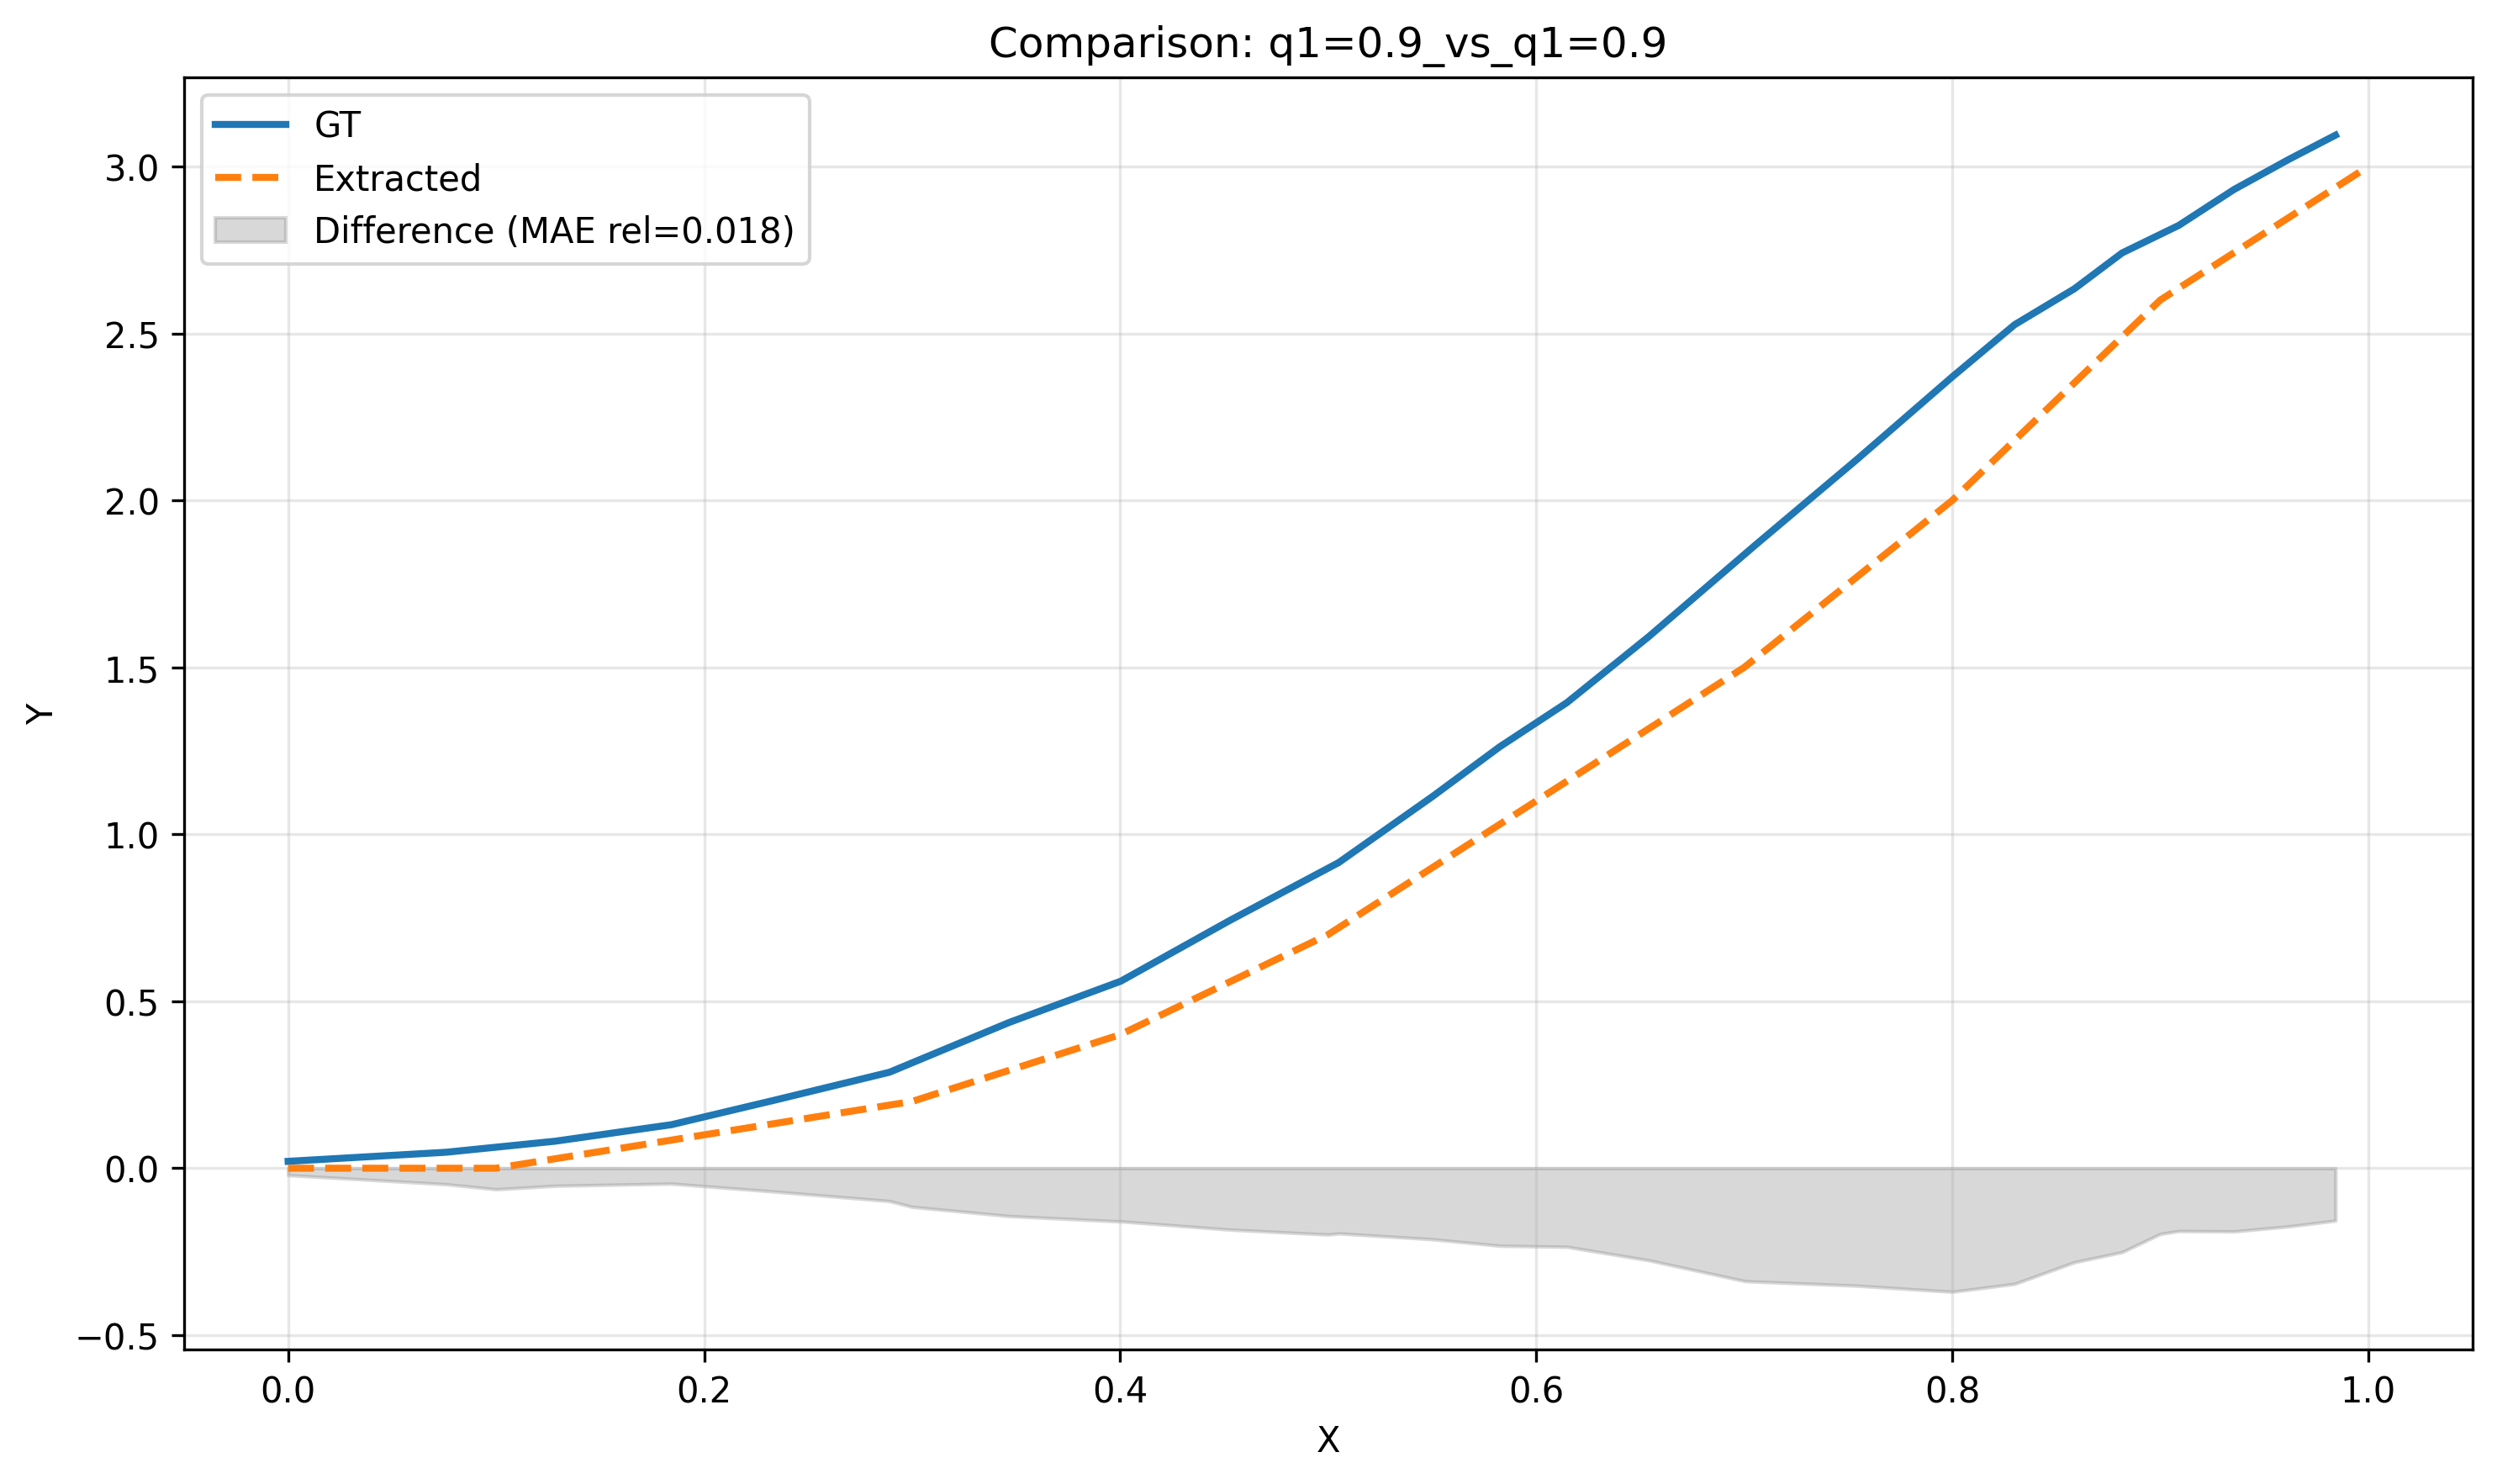 Comparison: q1=0.9_vs_q1=0.9
GT
Extracted
Difference (MAE rel=0.018)
Y
3.0
2.5
2.0
1.5
1.0
0.5
0.0
−0.5
0.0 0.2 0.4 0.6 0.8 1.0
X